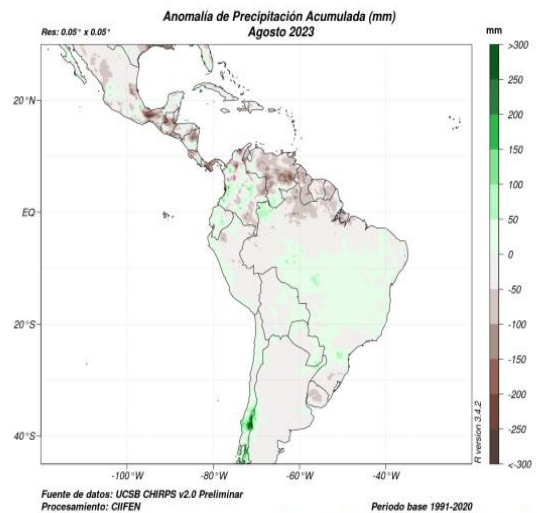 Anomalía de Precipitación Acumulada (mm)
Res: 0.05° x 0.05°
Agosto 2023
mm
>300
300
200
150
100
50
0
-50
-100
-150
-200
-250
-300
<-300
20°N
EQ
20°S
40°S
-100°W
-80°W
-60°W
-40°W
R version 3.4.2
Fuente de datos: UCSB CHIRPS v2.0 Preliminar
Procesamiento: CIIFEN
Periodo base 1991-2020